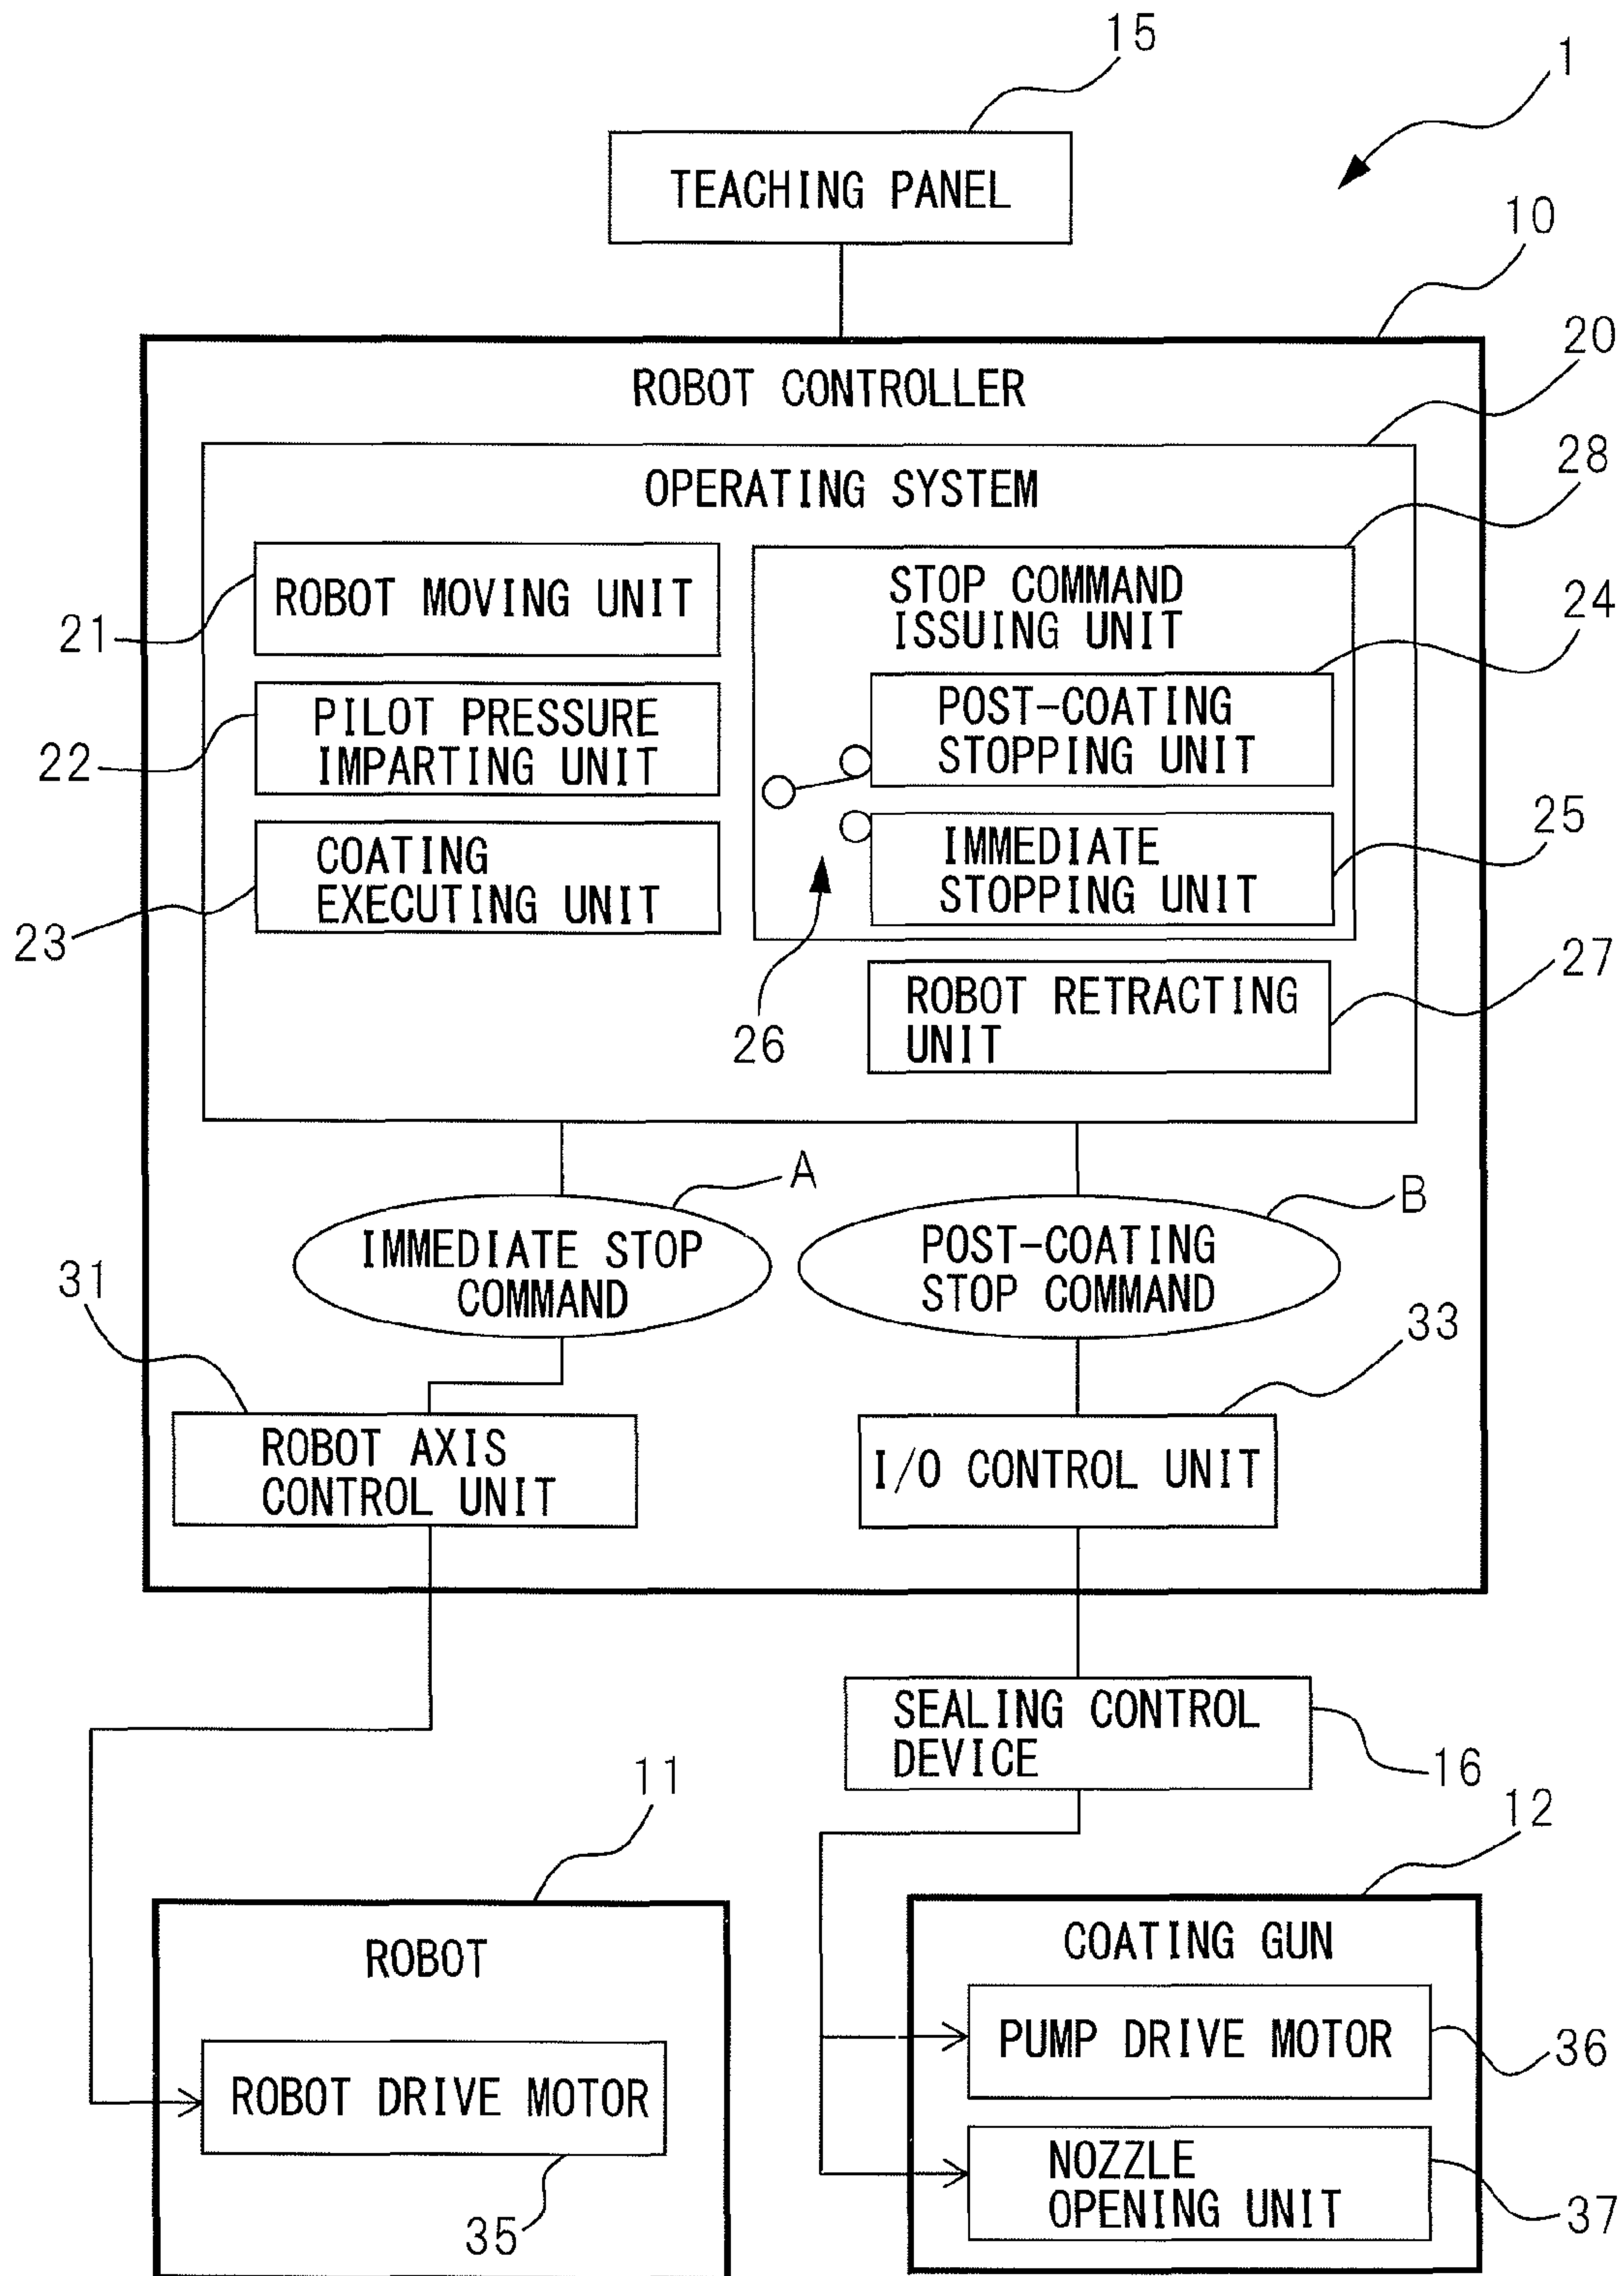 15
1
TEACHING PANEL
10
20
ROBOT CONTROLLER
28
OPERATING SYSTEM
24
ROBOT MOVING UNIT
STOP COMMAND
ISSUING UNIT
21
PILOT PRESSURE
IMPARTING UNIT
POST-COATING
STOPPING UNIT
22
25
COATING
EXECUTING UNIT
IMMEDIATE
STOPPING UNIT
23
27
ROBOT RETRACTING
UNIT
26
A
B
IMMEDIATE STOP
COMMAND
POST-COATING
STOP COMMAND
31
33
ROBOT AXIS
CONTROL UNIT
I/O CONTROL UNIT
SEALING CONTROL
DEVICE
16
11
12
ROBOT
COATING GUN
PUMP DRIVE MOTOR
36
ROBOT DRIVE MOTOR
NOZZLE
OPENING UNIT
37
35